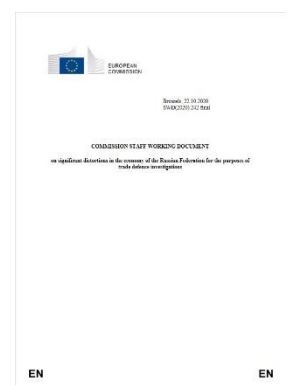 EUROPEAN
COMMISSION
Brussels, 22.10.2020
SWD(2020) 242 final
COMMISSION STAFF WORKING DOCUMENT
on significant distortions in the economy of the Russian Federation for the purposes of
trade defence investigations
EN
EN